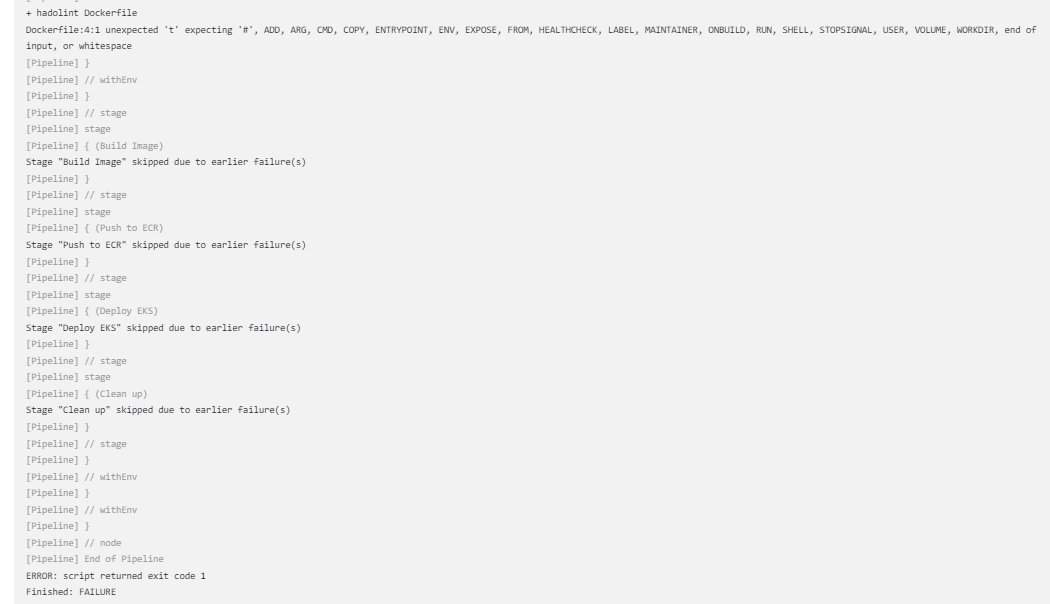 + hadolint Dockerfile
Dockerfile:4:1 unexpected 't' expecting '#', ADD, ARG, CMD, COPY, ENTRYPOINT, ENV, EXPOSE, FROM, HEALTHCHECK, LABEL, MAINTAINER, ONBUILD, RUN, SHELL, STOPSIGNAL, USER, VOLUME, WORKDIR, end of
input, or whitespace
[Pipeline] }
[Pipeline] // withEnv
[Pipeline] }
[Pipeline] // stage
[Pipeline] stage
[Pipeline] { (Build Image)
Stage "Build Image" skipped due to earlier failure(s)
[Pipeline] }
[Pipeline] // stage
[Pipeline] stage
[Pipeline] { (Push to ECR)
Stage "Push to ECR" skipped due to earlier failure(s)
[Pipeline] }
[Pipeline] // stage
[Pipeline] stage
[Pipeline] { (Deploy EKS)
Stage "Deploy EKS" skipped due to earlier failure(s)
[Pipeline] }
[Pipeline] // stage
[Pipeline] stage
[Pipeline] { (Clean up)
Stage "Clean up" skipped due to earlier failure(s)
[Pipeline] }
[Pipeline] // stage
[Pipeline] }
[Pipeline] // withEnv
[Pipeline] }
[Pipeline] // withEnv
[Pipeline] }
[Pipeline] // node
[Pipeline] End of Pipeline
ERROR: script returned exit code 1
Finished: FAILURE